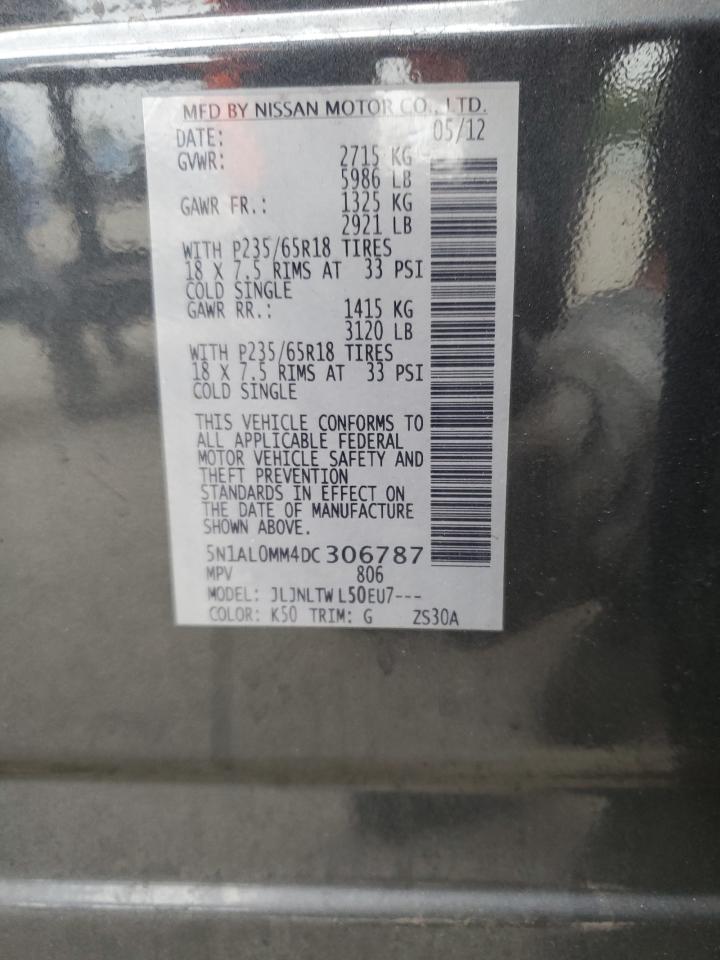 MFD BY NISSAN MOTOR CO., LTD.
DATE: 05/12
GVWR: 2715 KG
5986 LB
GAWR FR.: 1325 KG
2921 LB
WITH P235/65R18 TIRES
18 X 7.5 RIMS AT 33 PSI
COLD SINGLE
GAWR RR.: 1415 KG
3120 LB
WITH P235/65R18 TIRES
18 X 7.5 RIMS AT 33 PSI
COLD SINGLE
THIS VEHICLE CONFORMS TO
ALL APPLICABLE FEDERAL
MOTOR VEHICLE SAFETY AND
THEFT PREVENTION
STANDARDS IN EFFECT ON
THE DATE OF MANUFACTURE
SHOWN ABOVE.
5N1AL0MM4DC 306787
MPV 806
MODEL: JLJNLTW L50EU7---
COLOR: K50 TRIM: G ZS30A